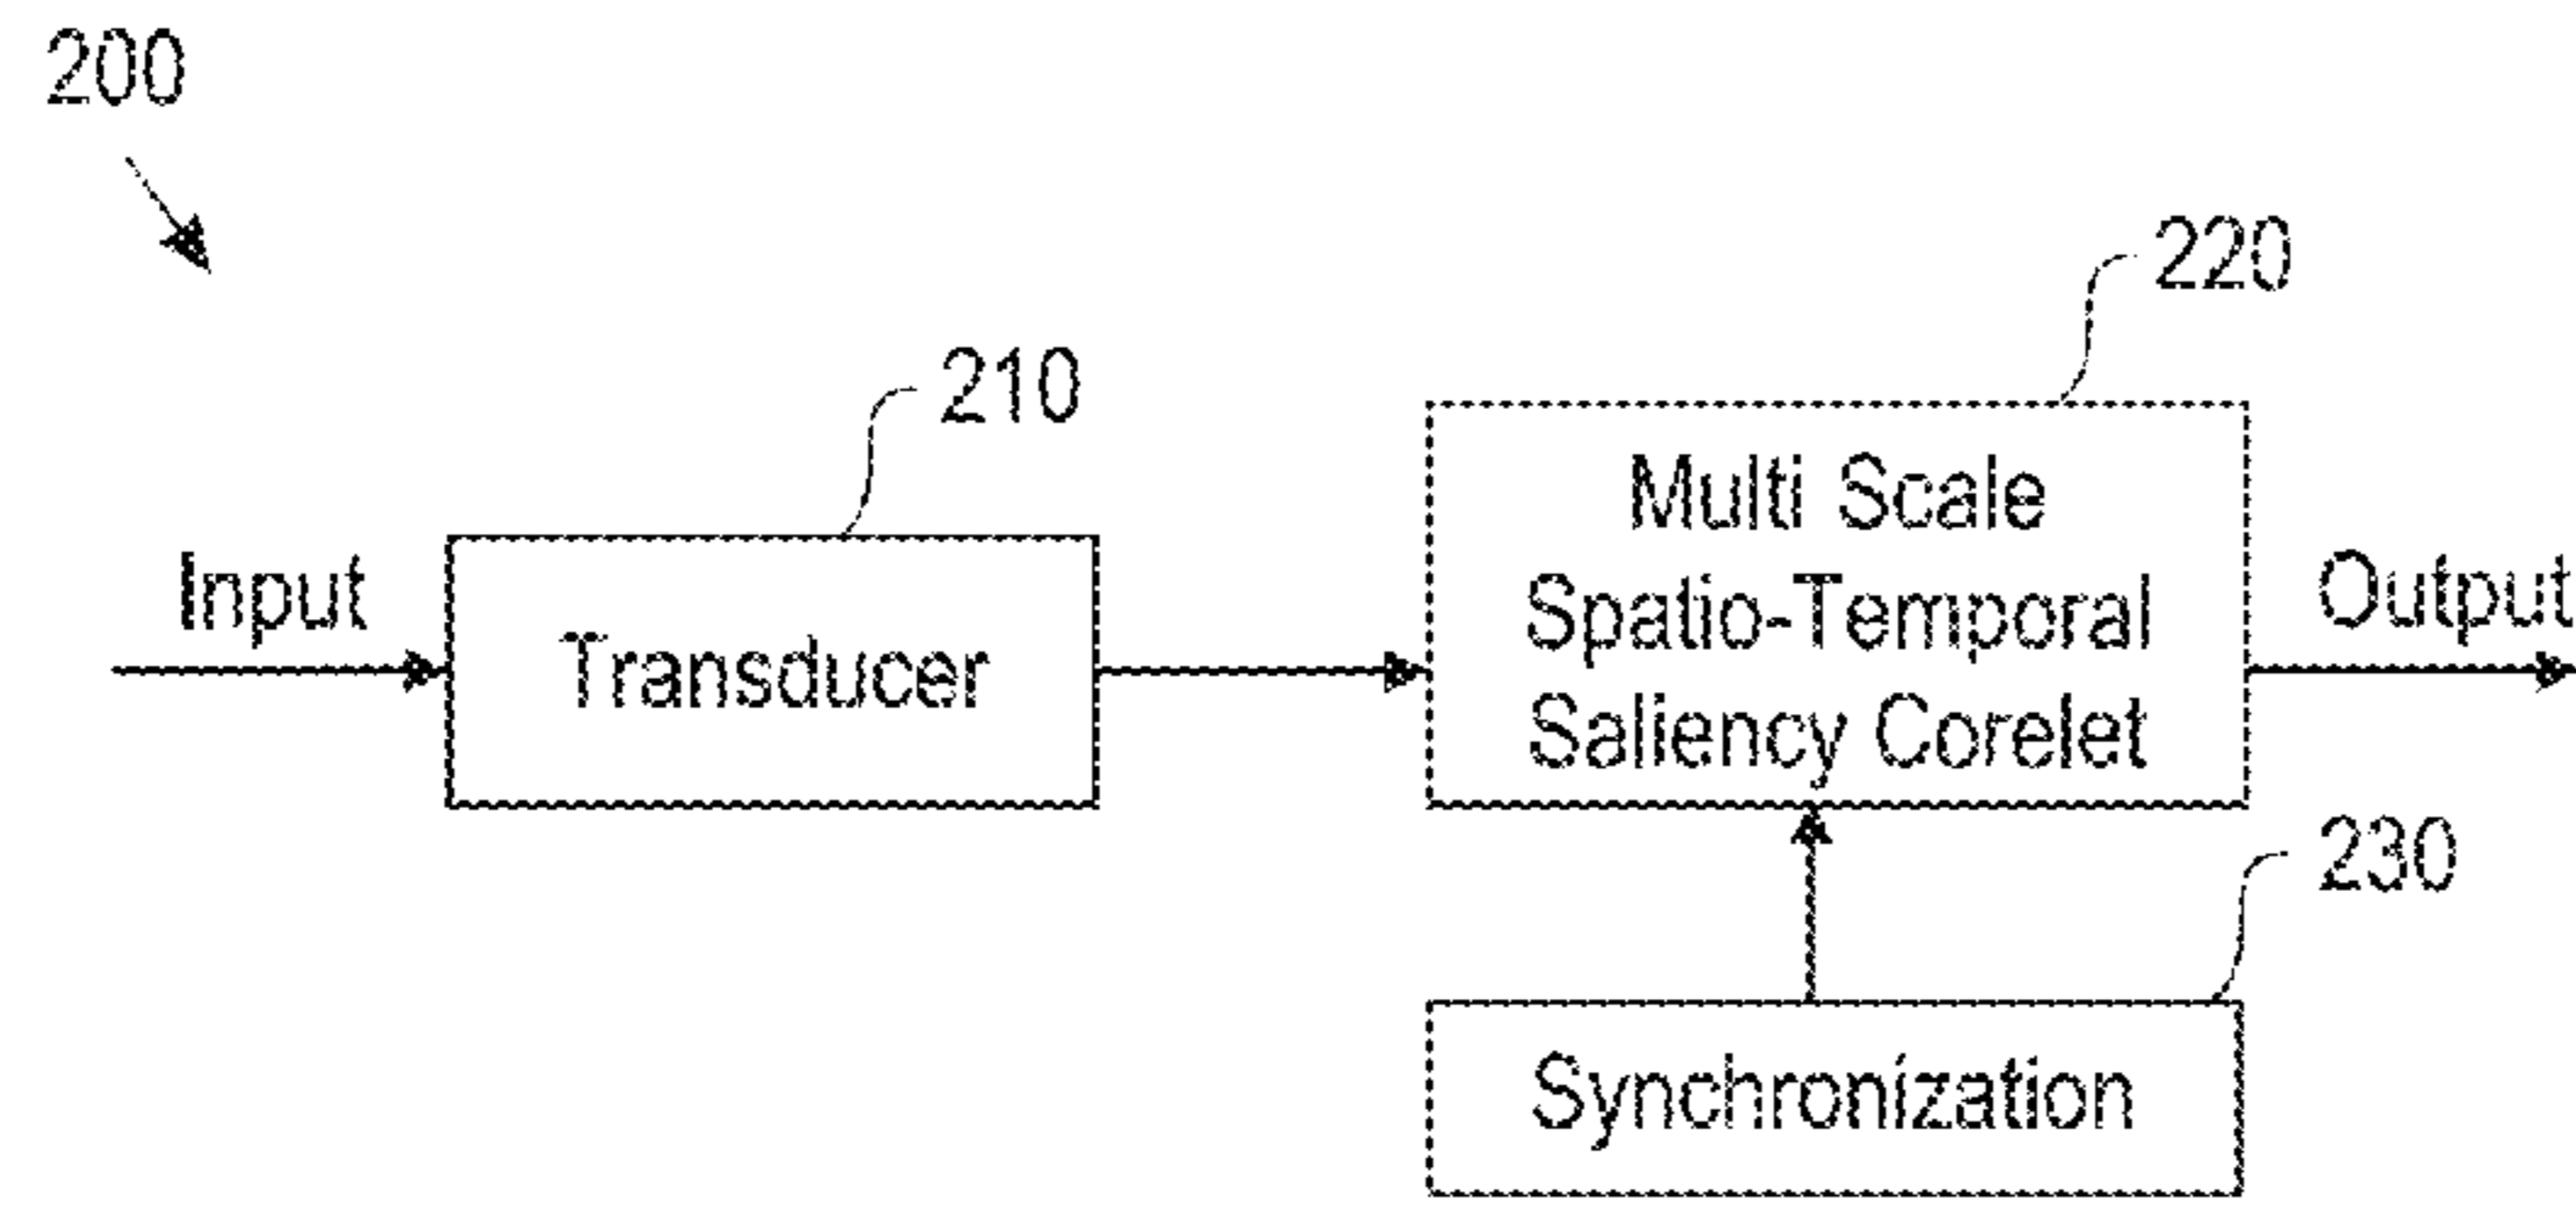 200
220
210
Multi Scale
Input
Transducer
Spatio-Temporal
Output
Saliency Corelet
230
Synchronization